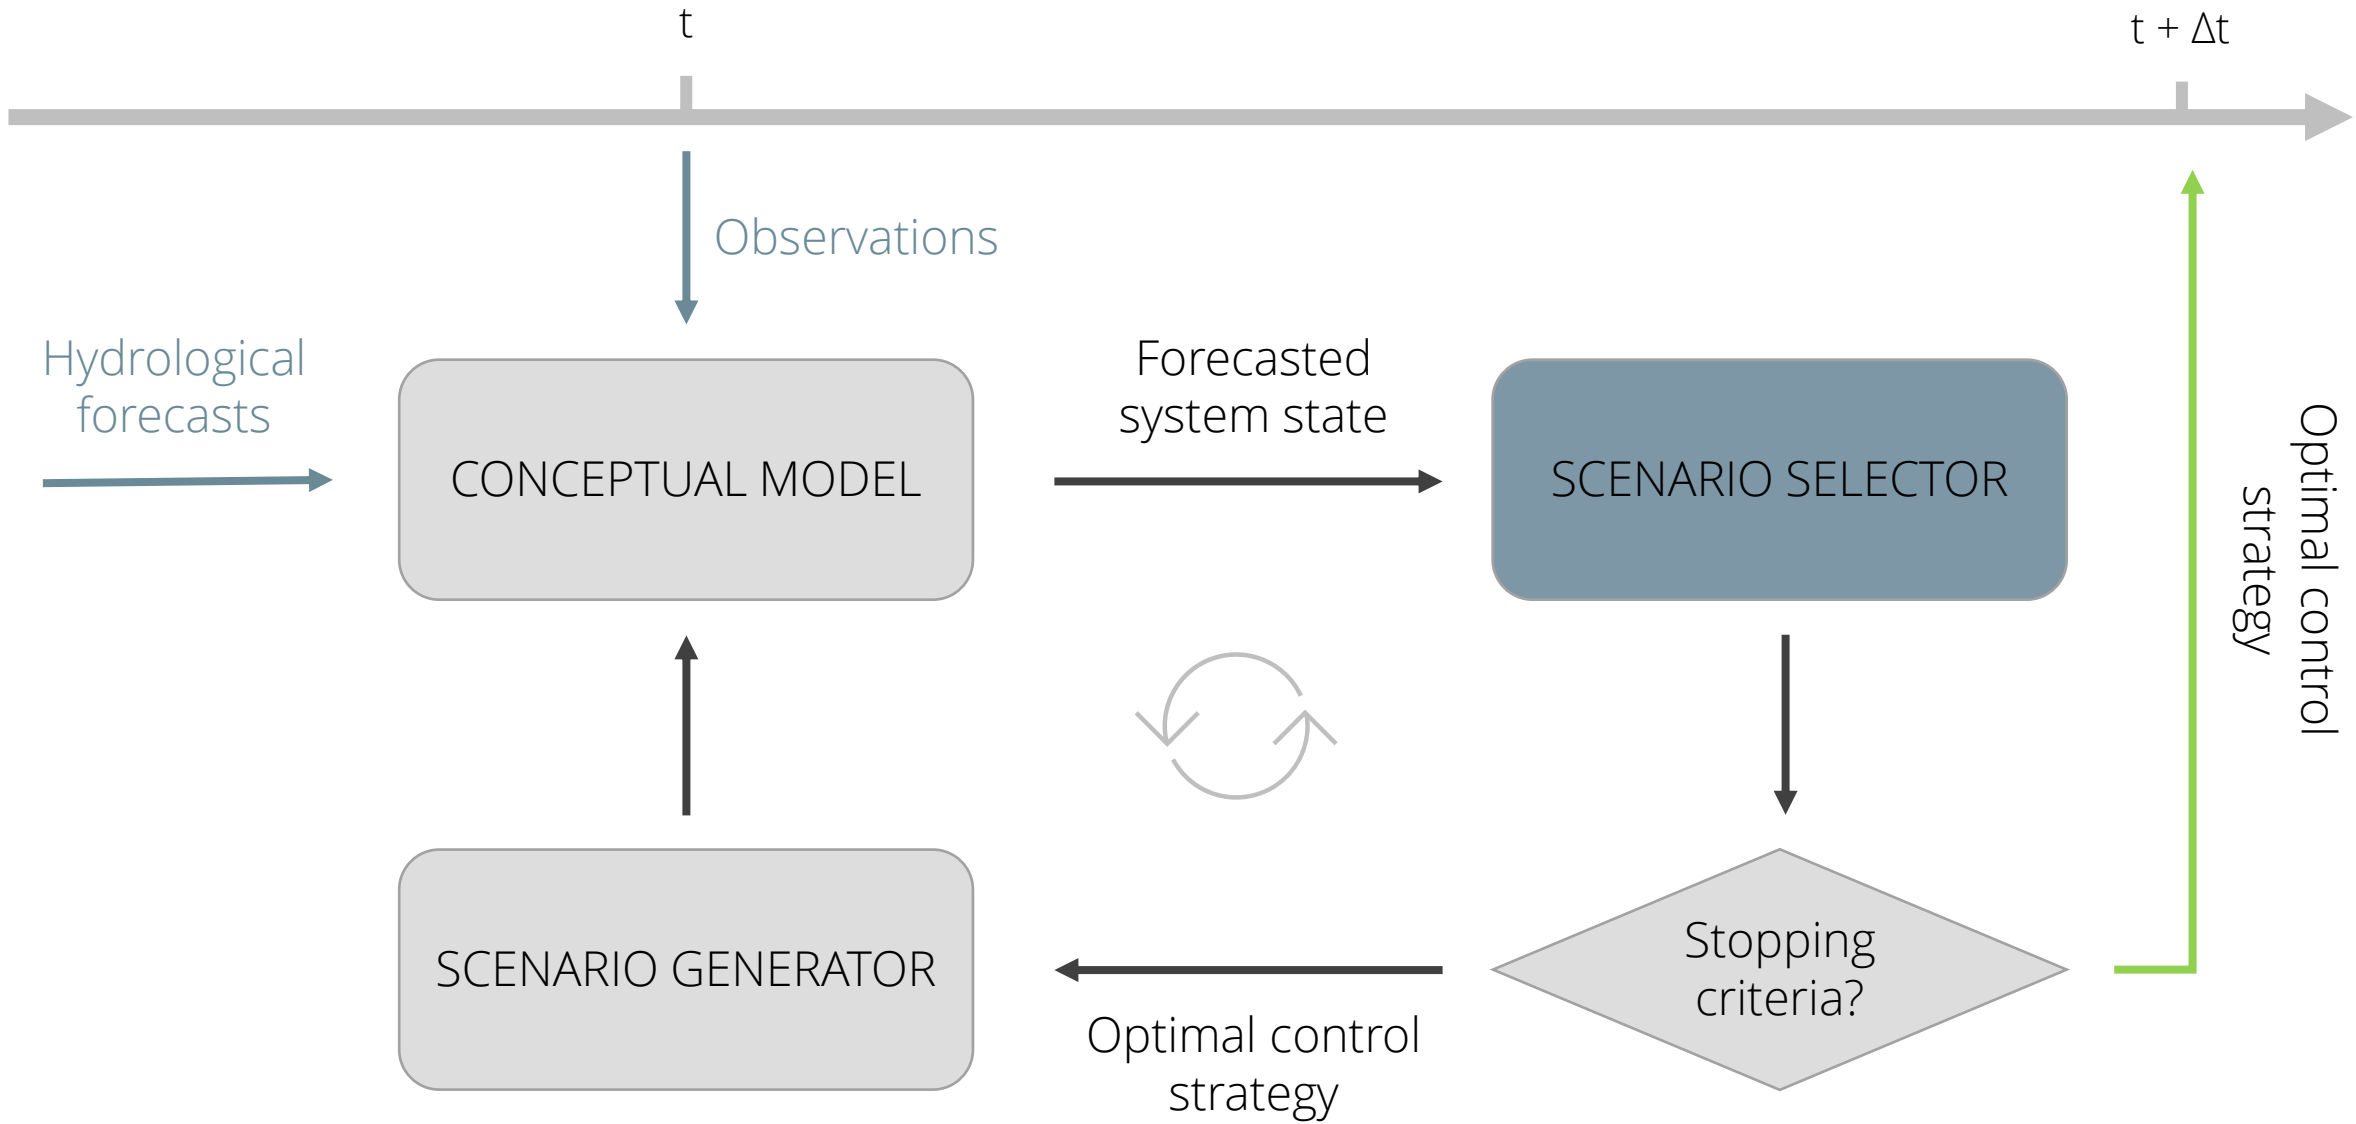 t
t + Δt
Observations
Hydrological
forecasts
CONCEPTUAL MODEL
Forecasted
system state
SCENARIO SELECTOR
Optimal control
strategy
SCENARIO GENERATOR
Optimal control
strategy
Stopping
criteria?